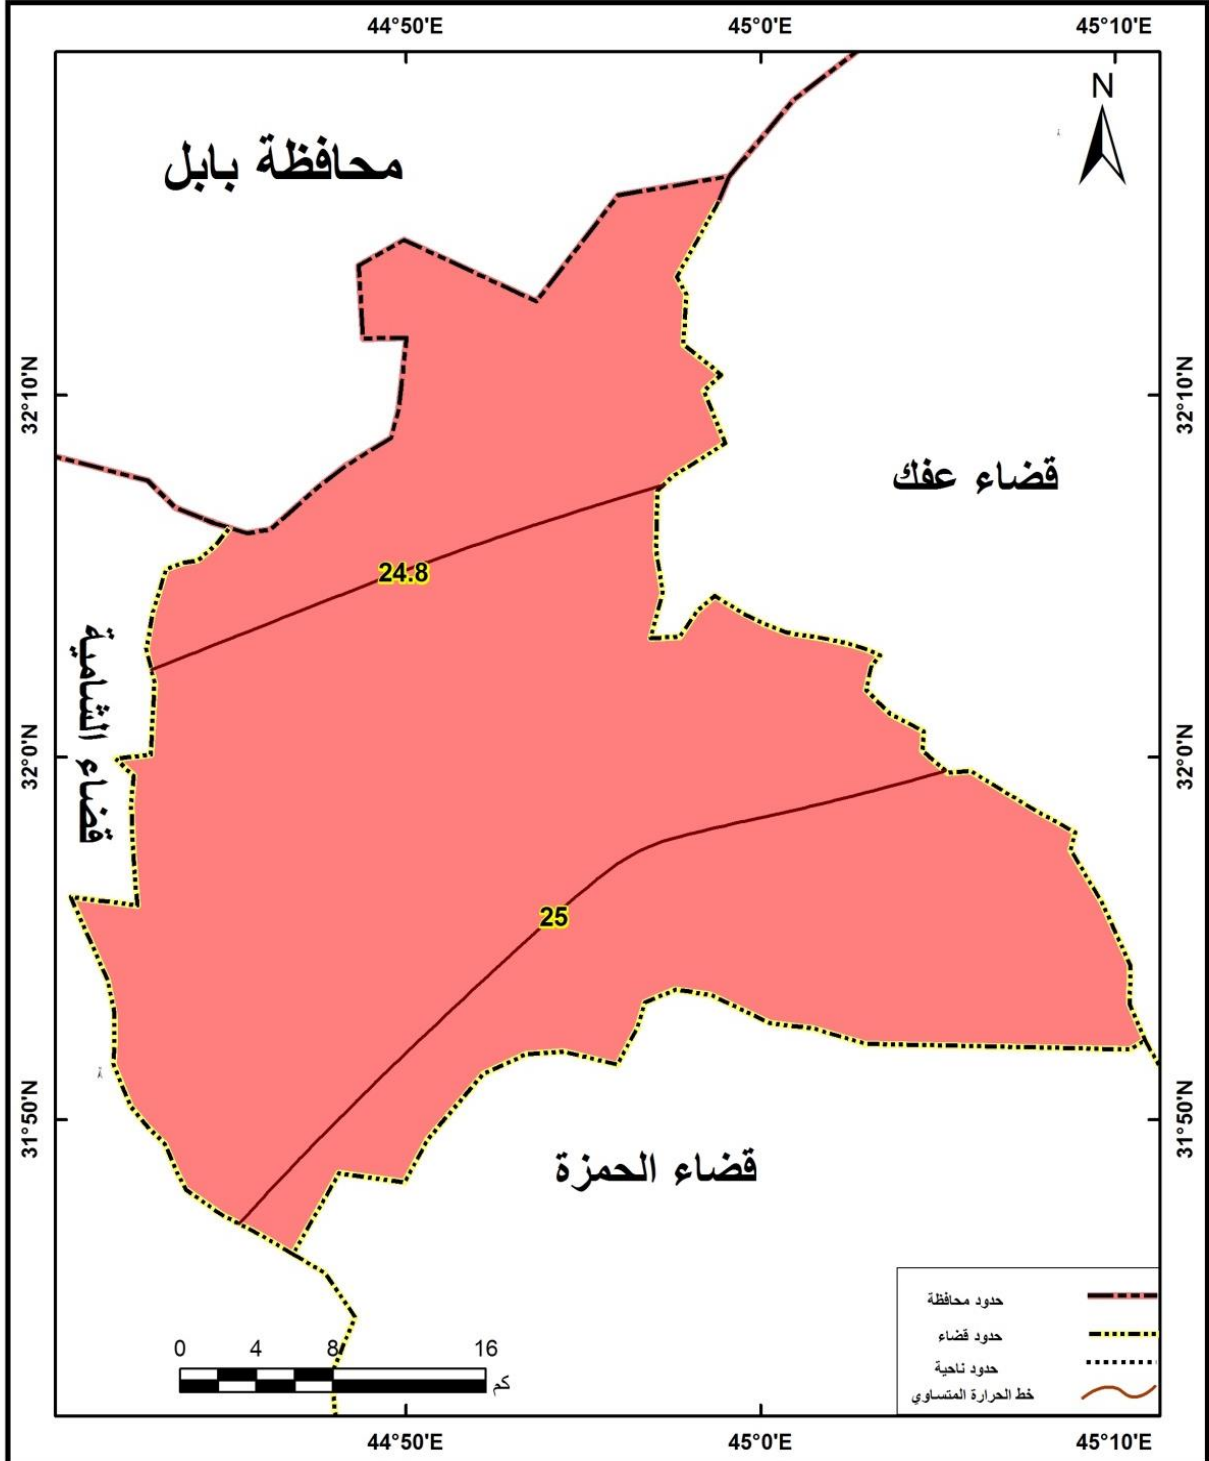 44°50'E 45°0'E 45°10'E
N
محافظة بابل
32°10'N 32°10'N
قضاء عفك
24.8
قضاء الشامية
32°0'N 32°0'N
25
31°50'N 31°50'N
قضاء الحمزة
حدود محافظة
حدود قضاء
حدود ناحية
خط الحرارة المتساوي
0 4 8 16
كم
44°50'E 45°0'E 45°10'E